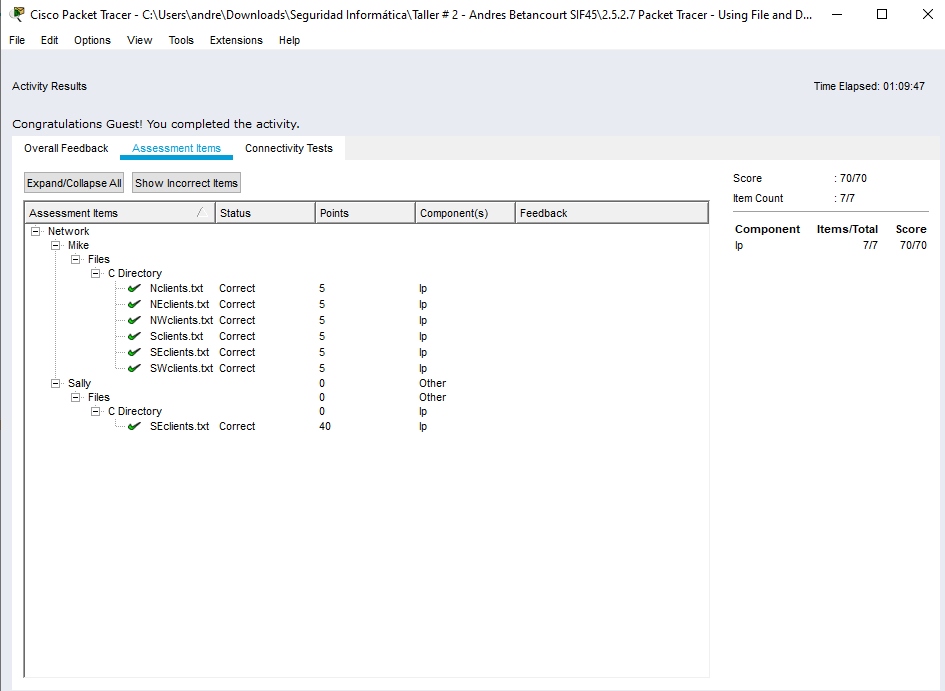 Cisco Packet Tracer - C:\Users\andre\Downloads\Seguridad Informática\Taller # 2 - Andres Betancourt SIF45\2.5.2.7 Packet Tracer - Using File and D...
File Edit Options View Tools Extensions Help
Activity Results Time Elapsed: 01:09:47
Congratulations Guest! You completed the activity.
Overall Feedback Assessment Items Connectivity Tests
Expand/Collapse All Show Incorrect Items
Score : 70/70
Item Count : 7/7
Component Items/Total Score
Ip 7/7 70/70
Assessment Items Status Points Component(s) Feedback
Network
Mike
Files
C Directory
Nclients.txt Correct 5 Ip
NEclients.txt Correct 5 Ip
NWclients.txt Correct 5 Ip
Sclients.txt Correct 5 Ip
SEclients.txt Correct 5 Ip
SWclients.txt Correct 5 Ip
Sally 0 Other
Files 0 Other
C Directory 0 Ip
SEclients.txt Correct 40 Ip